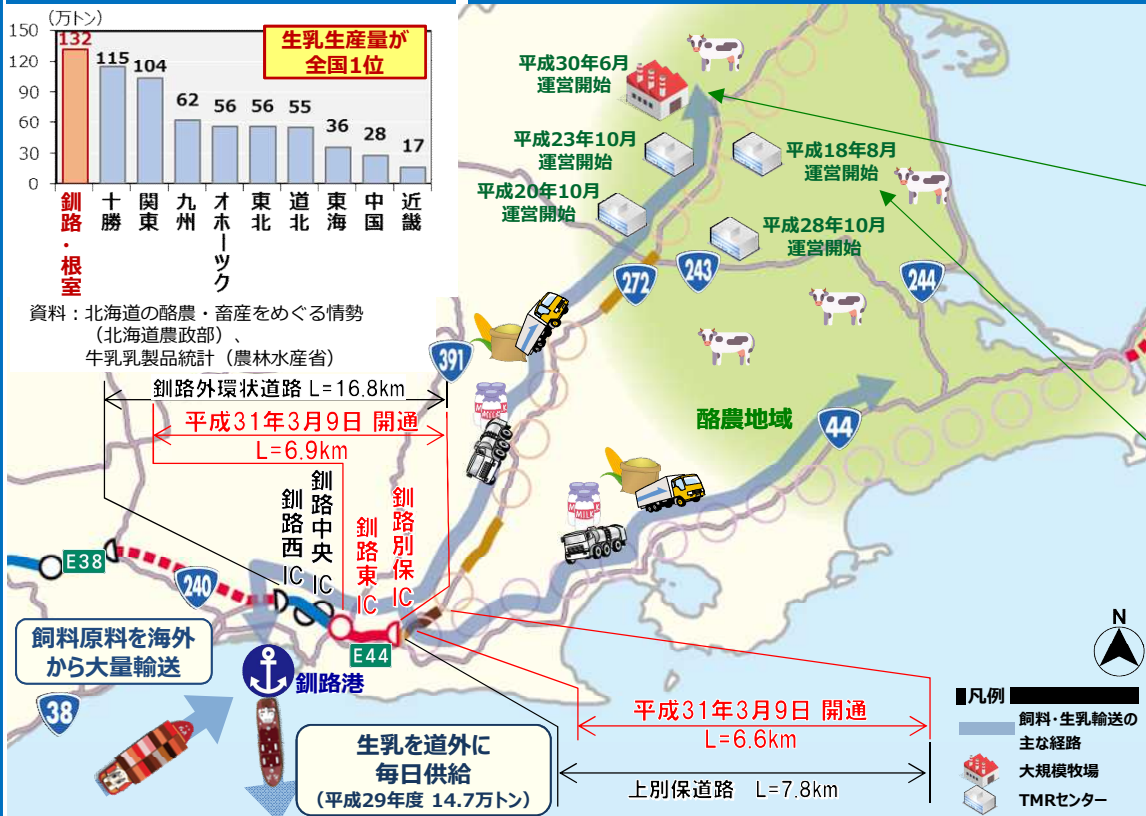 (万トン)
150
120
90
60
30
0
132
115
104
62
56
56
55
36
28
17
生乳生産量が
全国1位
釧路・根室
十勝
関東
九州
オホーツク
東北
道北
東海
中国
近畿
資料：北海道の酪農・畜産をめぐる情勢
（北海道農政部）、
牛乳乳製品統計（農林水産省）
平成30年6月
運営開始
平成23年10月
運営開始
平成18年8月
運営開始
平成20年10月
運営開始
平成28年10月
運営開始
272
243
244
391
44
酪農地域
MILK
MILK
釧路外環状道路 L=16.8km
平成31年3月9日 開通
L=6.9km
釧路西IC
釧路中央IC
釧路東IC
釧路別保IC
E38
240
E44
飼料原料を海外
から大量輸送
釧路港
38
生乳を道外に
毎日供給
（平成29年度 14.7万トン）
平成31年3月9日 開通
L=6.6km
上別保道路 L=7.8km
N
凡例
飼料・生乳輸送の
主な経路
大規模牧場
TMRセンター